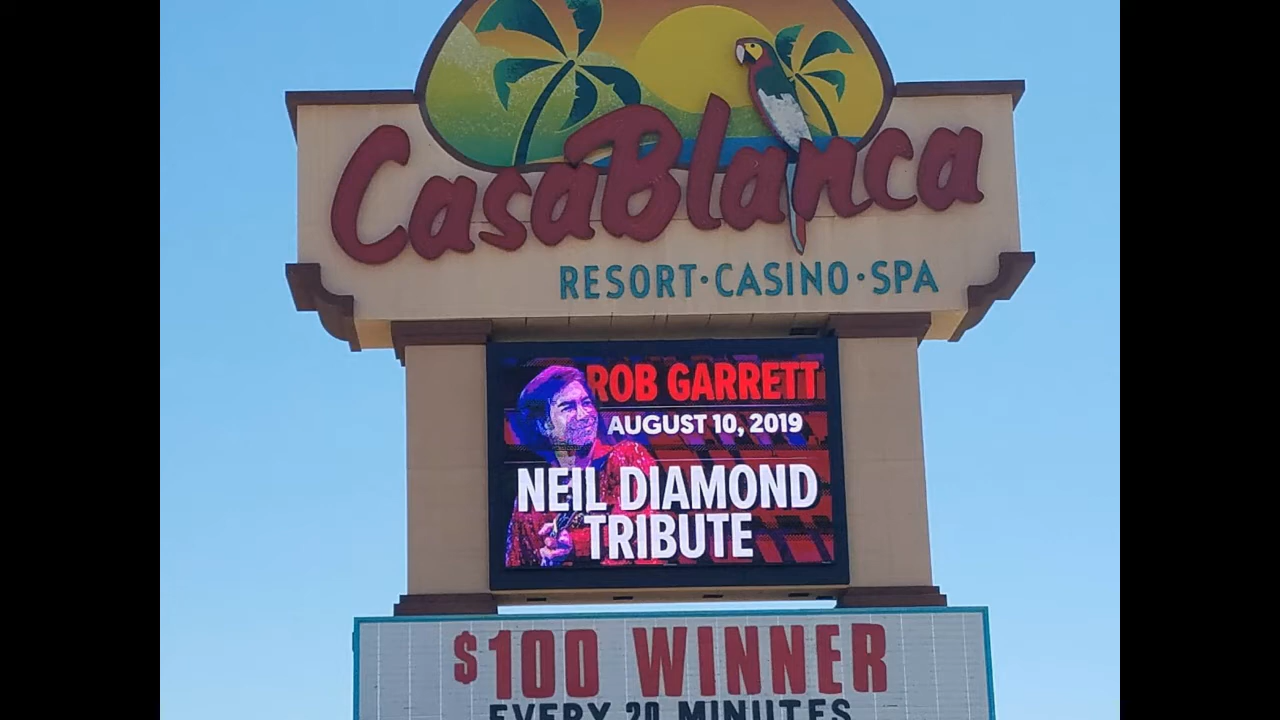 CasaBlanca
RESORT·CASINO·SPA
ROB GARRETT
AUGUST 10, 2019
NEIL DIAMOND
TRIBUTE
$100 WINNER
EVERY 20 MINUTES